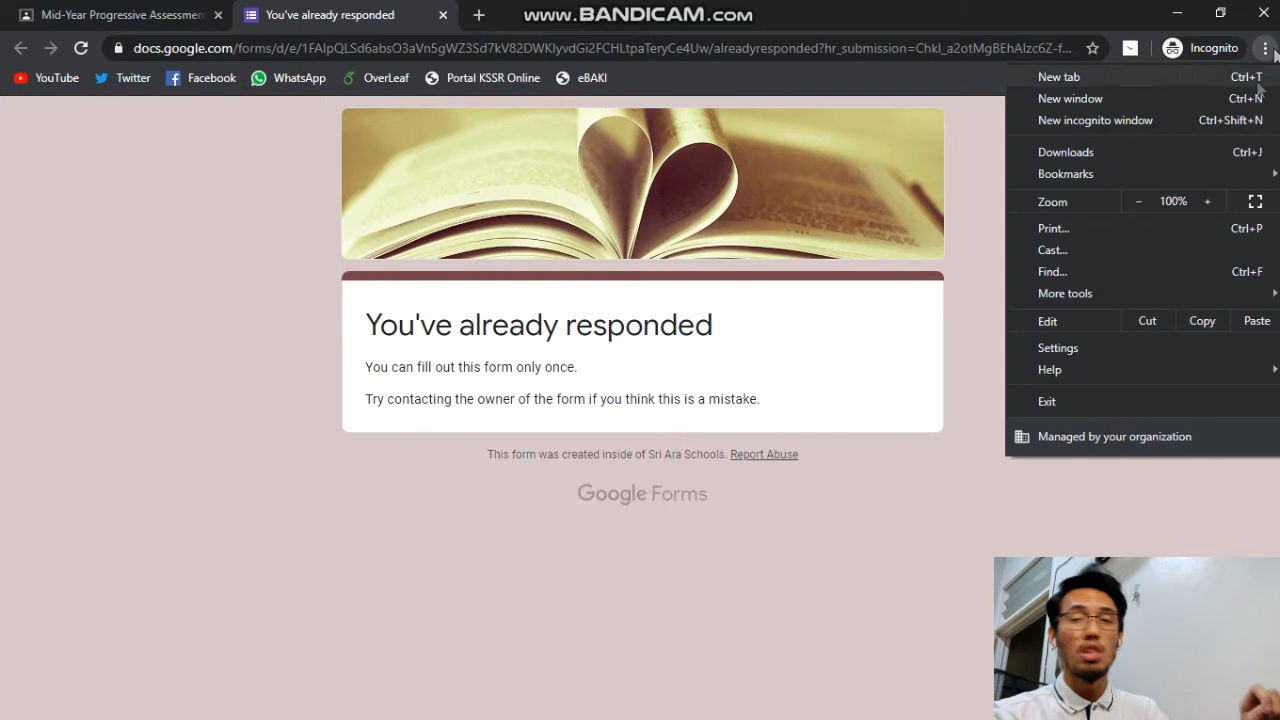 Mid-Year Progressive Assessment
You've already responded
www.BANDICAM.com
docs.google.com/forms/d/e/1FAIpQLSd6absO3aVn5gWZ3Sd7kV82DWKlyvdGi2FCHLtpaTeryCe4Uw/alreadyresponded?hr_submission=ChkI_a2otMgBEhAIzc6Z-f...
Incognito
YouTube
Twitter
Facebook
WhatsApp
OverLeaf
Portal KSSR Online
eBAKI
New tab Ctrl+T
New window Ctrl+N
New incognito window Ctrl+Shift+N
Downloads Ctrl+J
Bookmarks
Zoom − 100% +
Print... Ctrl+P
Cast...
Find... Ctrl+F
More tools
Edit Cut Copy Paste
Settings
Help
Exit
Managed by your organization
You've already responded
You can fill out this form only once.
Try contacting the owner of the form if you think this is a mistake.
This form was created inside of Sri Ara Schools. Report Abuse
Google Forms